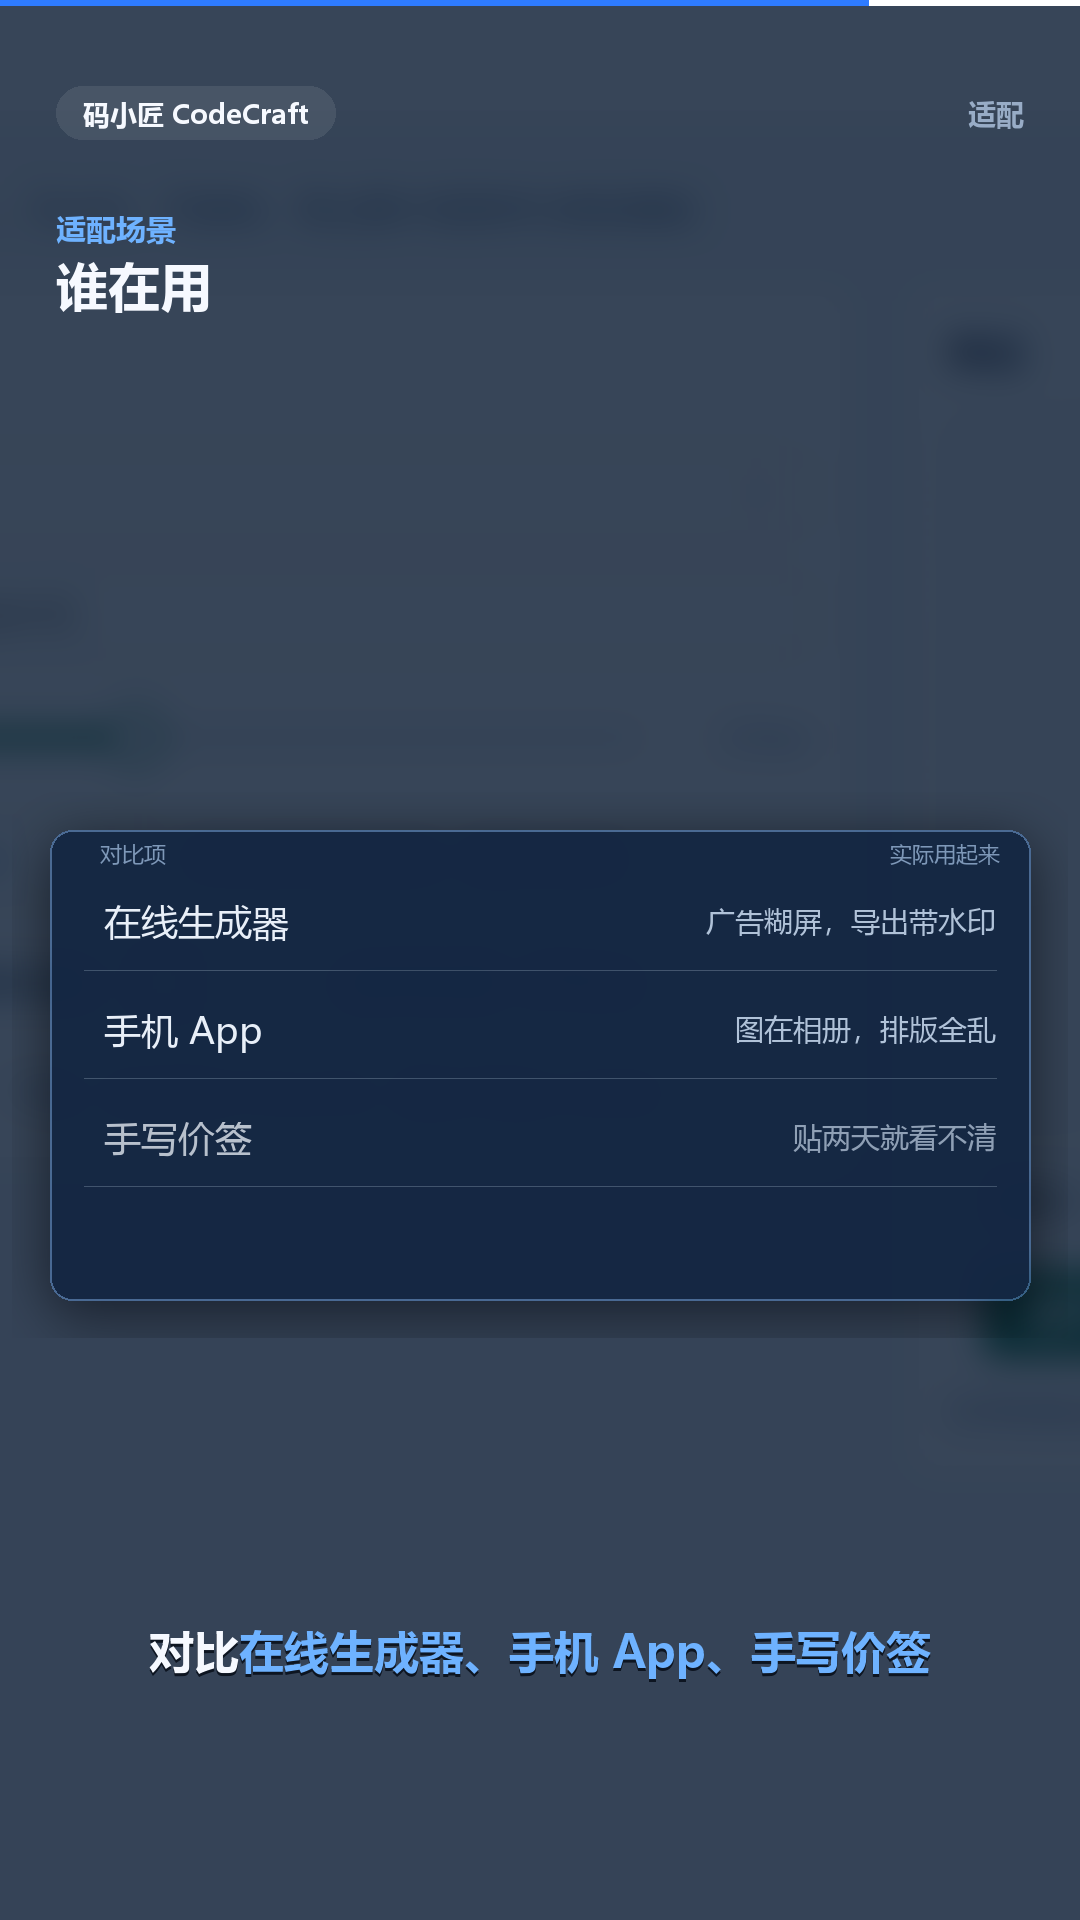 码小匠 CodeCraft
适配
适配场景
谁在用
对比项 实际用起来
在线生成器 广告糊屏，导出带水印
手机 App 图在相册，排版全乱
手写价签 贴两天就看不清
对比在线生成器、手机 App、手写价签